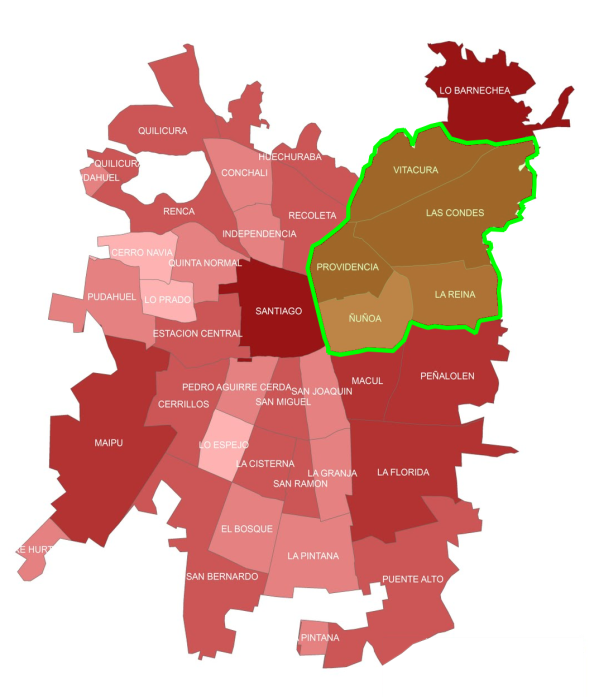 LO BARNECHEA
QUILICURA
HUECHURABA
QUILICURA
CONCHALI
VITACURA
DAHUEL
RENCA
RECOLETA
LAS CONDES
INDEPENDENCIA
CERRO NAVIA
QUINTA NORMAL
PROVIDENCIA
PUDAHUEL
LO PRADO
LA REINA
SANTIAGO
ÑUÑOA
ESTACION CENTRAL
PEDRO AGUIRRE CERDA
SAN JOAQUIN
MACUL
PEÑALOLEN
CERRILLOS
SAN MIGUEL
MAIPU
LO ESPEJO
LA CISTERNA
LA GRANJA
LA FLORIDA
SAN RAMON
EL BOSQUE
E HURT
LA PINTANA
SAN BERNARDO
PUENTE ALTO
PINTANA